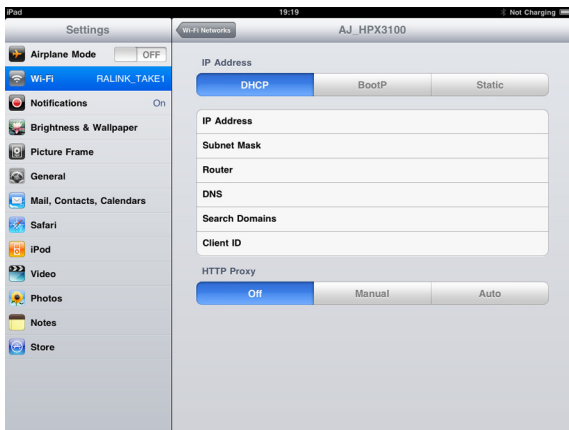 iPad 19:19 Not Charging
Settings
Wi-Fi Networks AJ_HPX3100
Airplane Mode OFF
Wi-Fi RALINK_TAKE1
Notifications On
Brightness & Wallpaper
Picture Frame
General
Mail, Contacts, Calendars
Safari
iPod
Video
Photos
Notes
Store
IP Address
DHCP BootP Static
IP Address
Subnet Mask
Router
DNS
Search Domains
Client ID
HTTP Proxy
Off Manual Auto